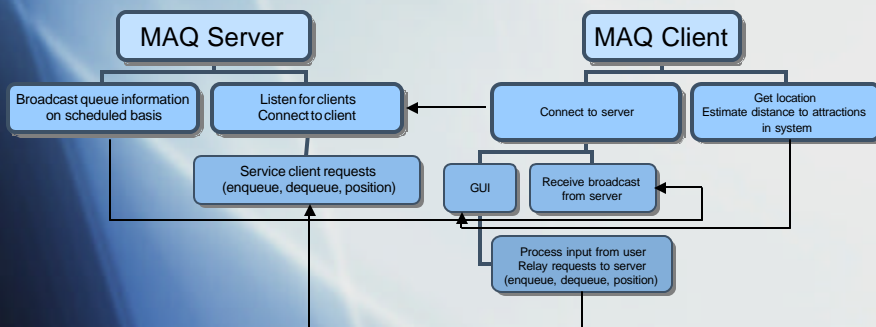 MAQ Server
MAQ Client
Broadcast queue information
on scheduled basis
Listen for clients
Connect to client
Connect to server
Get location
Estimate distance to attractions
in system
Service client requests
(enqueue, dequeue, position)
GUI
Receive broadcast
from server
Process input from user
Relay requests to server
(enqueue, dequeue, position)